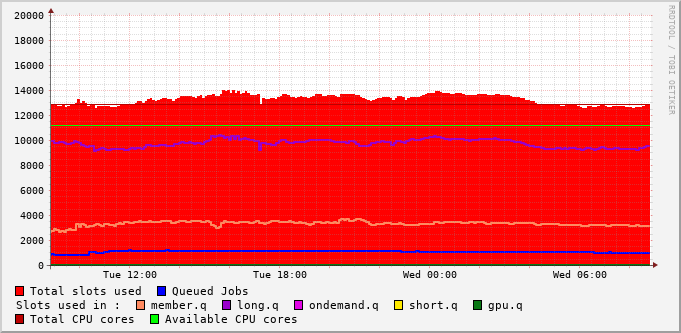 RRDTOOL / TOBI OETIKER
20000
18000
16000
14000
12000
10000
8000
6000
4000
2000
0
Tue 12:00 Tue 18:00 Wed 00:00 Wed 06:00
Total slots used Queued Jobs
Slots used in : member.q long.q ondemand.q short.q gpu.q
Total CPU cores Available CPU cores